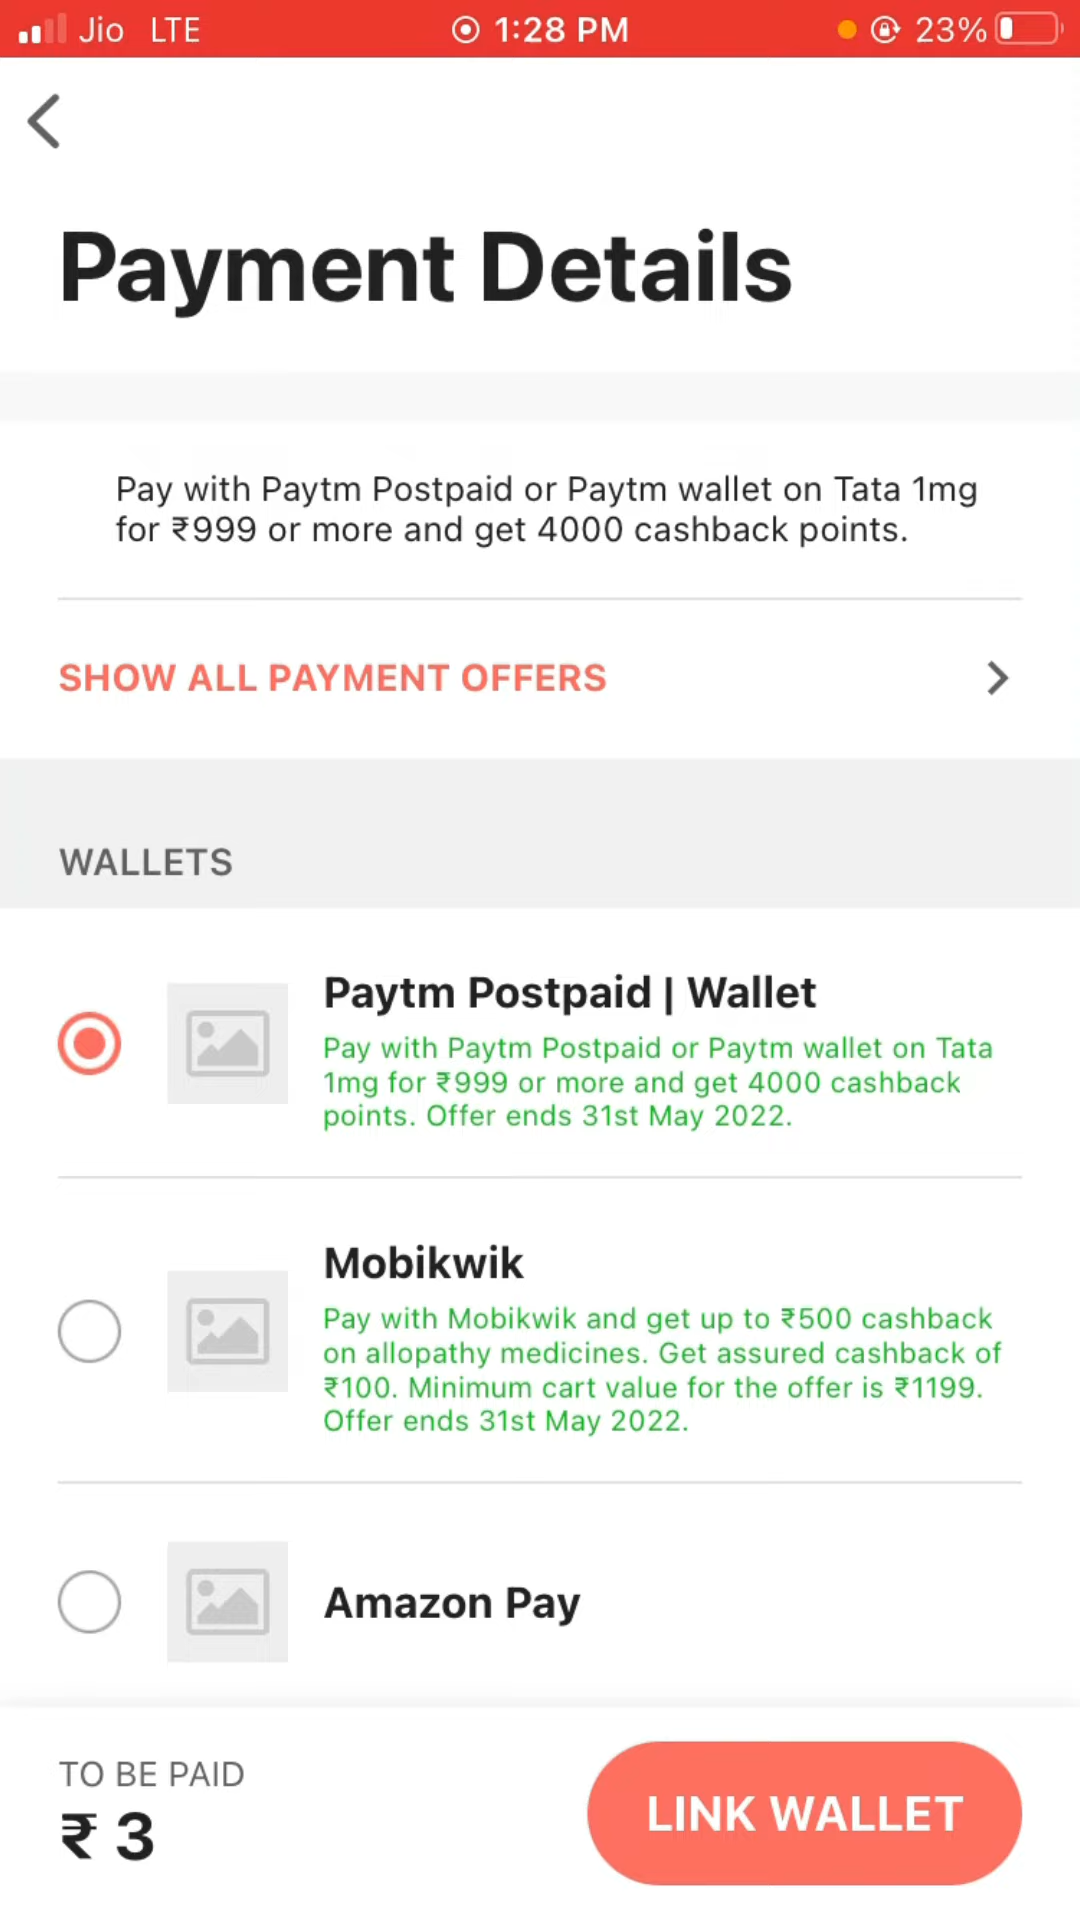 Jio LTE 1:28 PM 23%
Payment Details
Pay with Paytm Postpaid or Paytm wallet on Tata 1mg
for ₹999 or more and get 4000 cashback points.
SHOW ALL PAYMENT OFFERS
WALLETS
Paytm Postpaid | Wallet
Pay with Paytm Postpaid or Paytm wallet on Tata
1mg for ₹999 or more and get 4000 cashback
points. Offer ends 31st May 2022.
Mobikwik
Pay with Mobikwik and get up to ₹500 cashback
on allopathy medicines. Get assured cashback of
₹100. Minimum cart value for the offer is ₹1199.
Offer ends 31st May 2022.
Amazon Pay
TO BE PAID
₹ 3
LINK WALLET